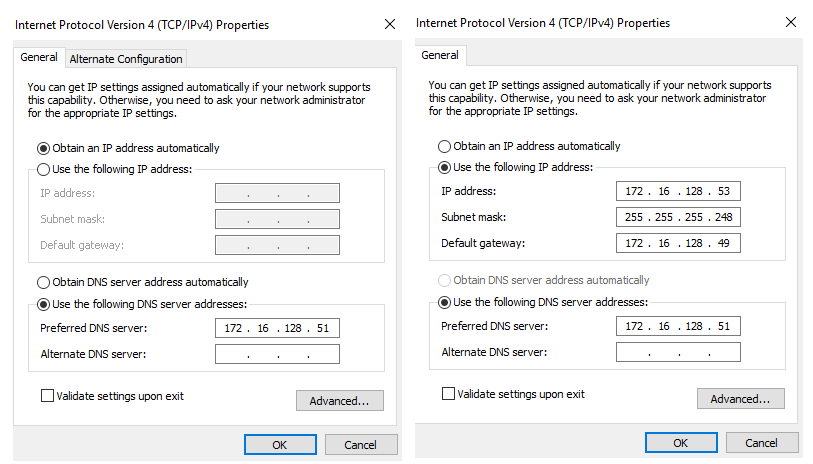 Internet Protocol Version 4 (TCP/IPv4) Properties
General
Alternate Configuration
You can get IP settings assigned automatically if your network supports
this capability. Otherwise, you need to ask your network administrator
for the appropriate IP settings.
Obtain an IP address automatically
Use the following IP address:
IP address:
. . .
Subnet mask:
. . .
Default gateway:
. . .
Obtain DNS server address automatically
Use the following DNS server addresses:
Preferred DNS server:
172 . 16 . 128 . 51
Alternate DNS server:
. . .
Validate settings upon exit
Advanced...
OK
Cancel
Internet Protocol Version 4 (TCP/IPv4) Properties
General
You can get IP settings assigned automatically if your network supports
this capability. Otherwise, you need to ask your network administrator
for the appropriate IP settings.
Obtain an IP address automatically
Use the following IP address:
IP address:
172 . 16 . 128 . 53
Subnet mask:
255 . 255 . 255 . 248
Default gateway:
172 . 16 . 128 . 49
Obtain DNS server address automatically
Use the following DNS server addresses:
Preferred DNS server:
172 . 16 . 128 . 51
Alternate DNS server:
. . .
Validate settings upon exit
Advanced...
OK
Cancel